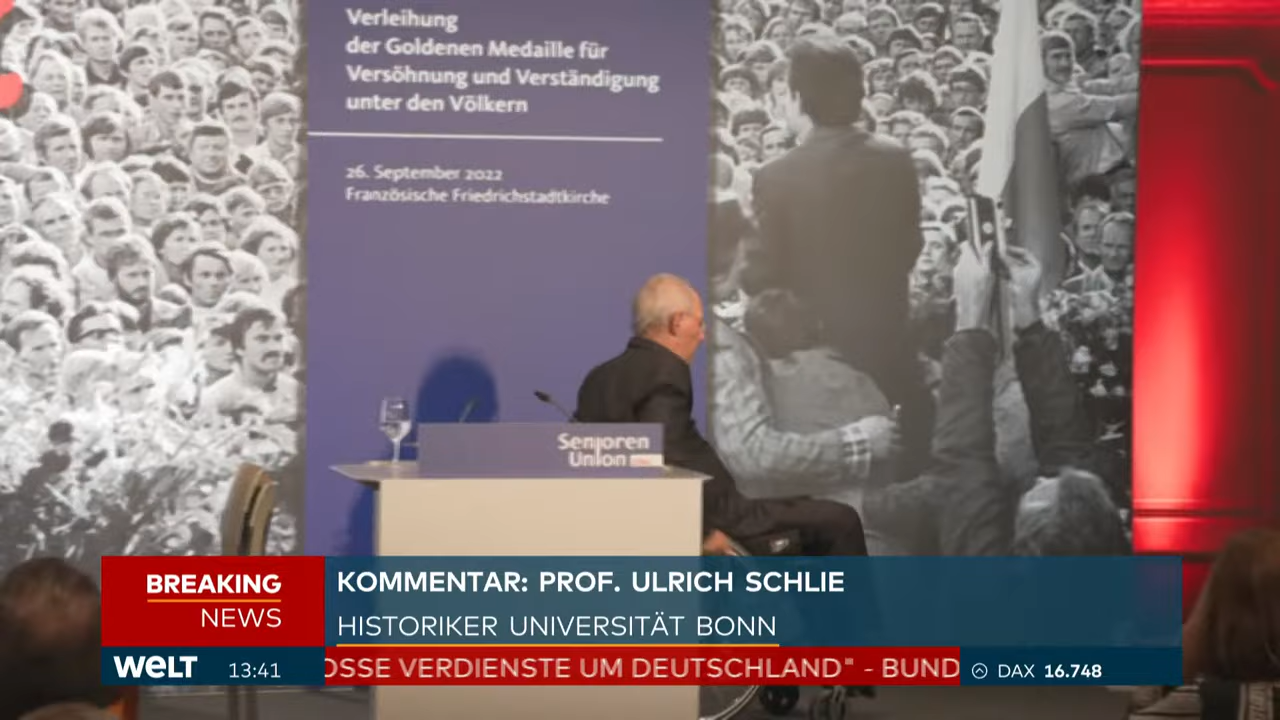 Verleihung
der Goldenen Medaille für
Versöhnung und Verständigung
unter den Völkern
26. September 2022
Französische Friedrichstadtkirche
Senioren
Union
BREAKING
NEWS
KOMMENTAR: PROF. ULRICH SCHLIE
HISTORIKER UNIVERSITÄT BONN
WELT 13:41 OSSE VERDIENSTE UM DEUTSCHLAND" - BUND DAX 16.748